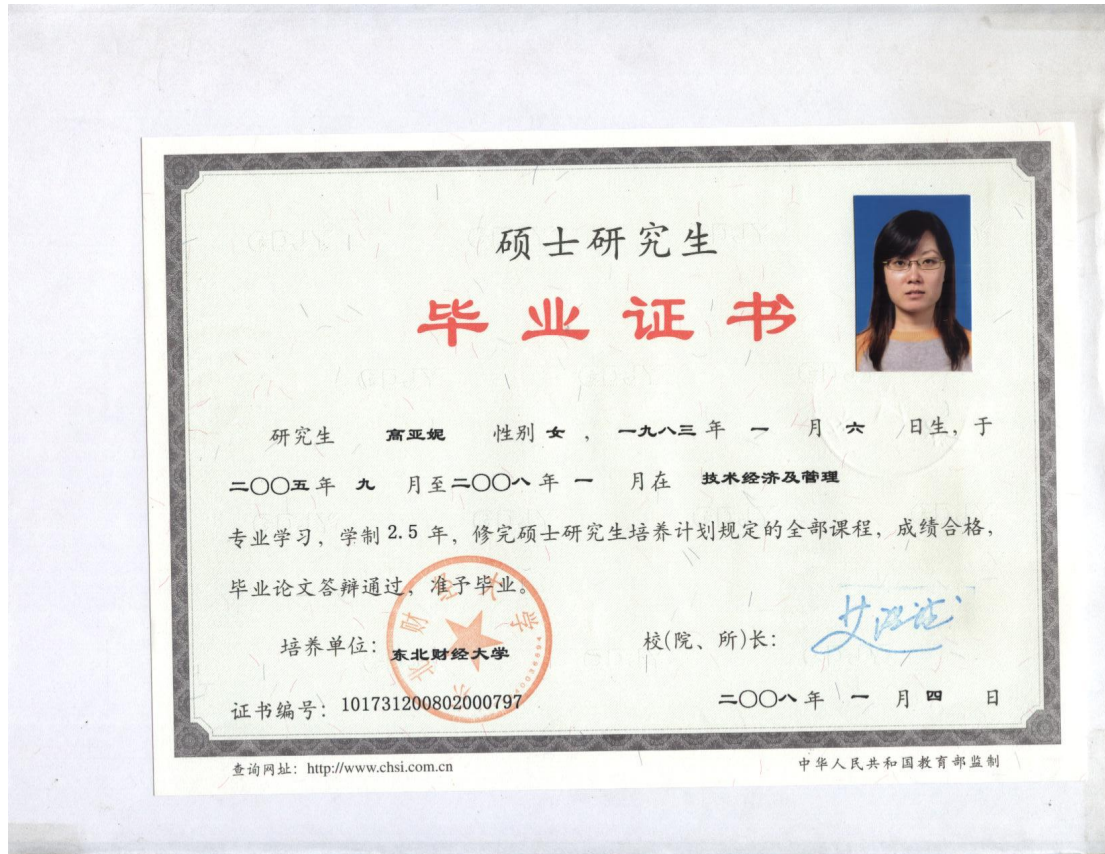 硕士研究生
毕业证书
研究生 高亚妮 性别 女 ，一九八三 年 一 月 六 日生，于
二〇〇五 年 九 月至 二〇〇八 年 一 月在 技术经济及管理
专业学习，学制 2.5 年，修完硕士研究生培养计划规定的全部课程，成绩合格，
毕业论文答辩通过，准予毕业。
培养单位：东北财经大学 校(院、所)长：
证书编号：101731200802000797 二〇〇八 年 一 月 四 日
查询网址：http://www.chsi.com.cn 中华人民共和国教育部监制